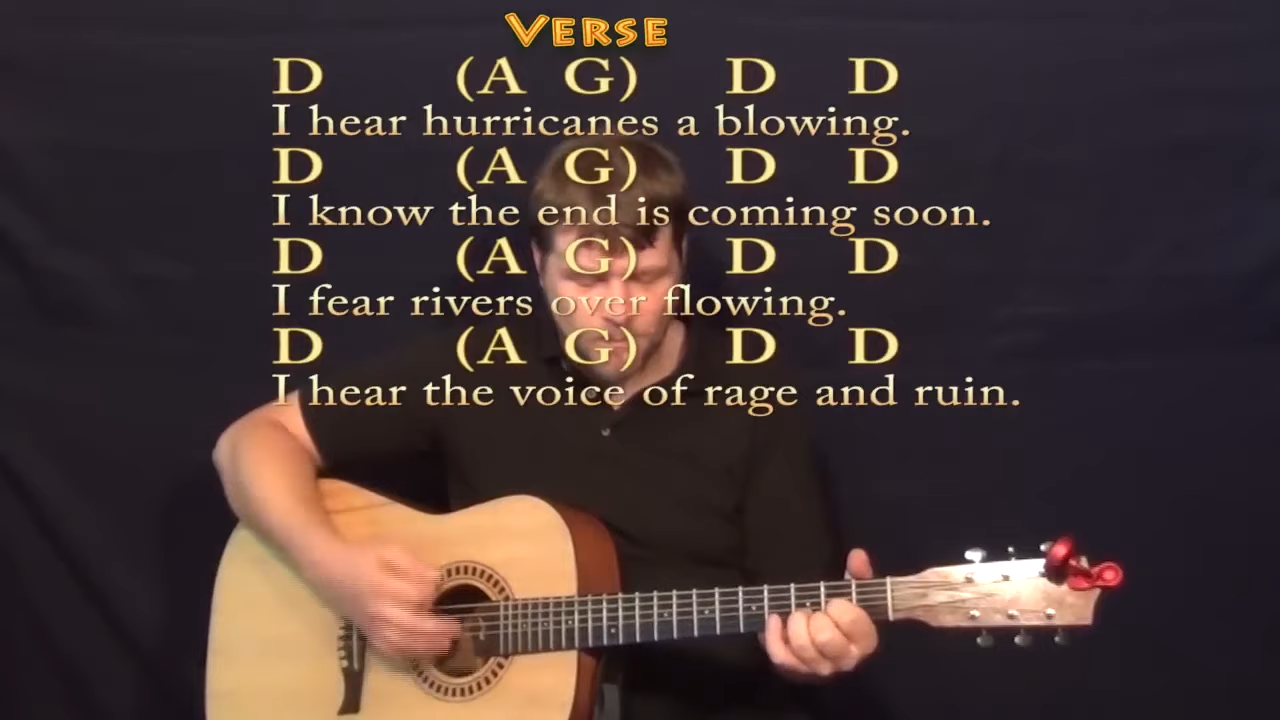 VERSE
D (A G) D D
I hear hurricanes a blowing.
D (A G) D D
I know the end is coming soon.
D (A G) D D
I fear rivers over flowing.
D (A G) D D
I hear the voice of rage and ruin.